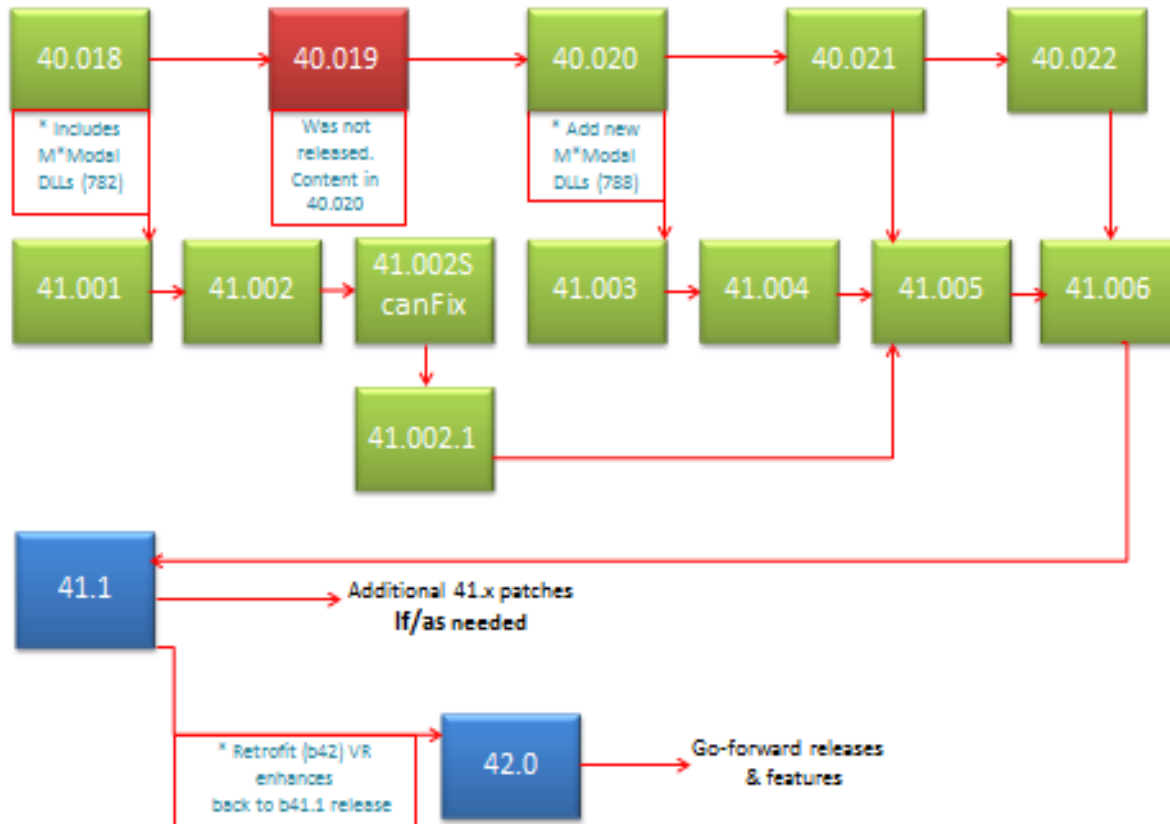 40.018
40.019
40.020
40.021
40.022
* Includes
M*Modal
DLLs (782)
Was not
released.
Content in
40.020
* Add new
M*Modal
DLLs (788)
41.001
41.002
41.002S
canFix
41.003
41.004
41.005
41.006
41.002.1
41.1
Additional 41.x patches
If/as needed
* Retrofit (b42) VR
enhances
back to b41.1 release
42.0
Go-forward releases
& features